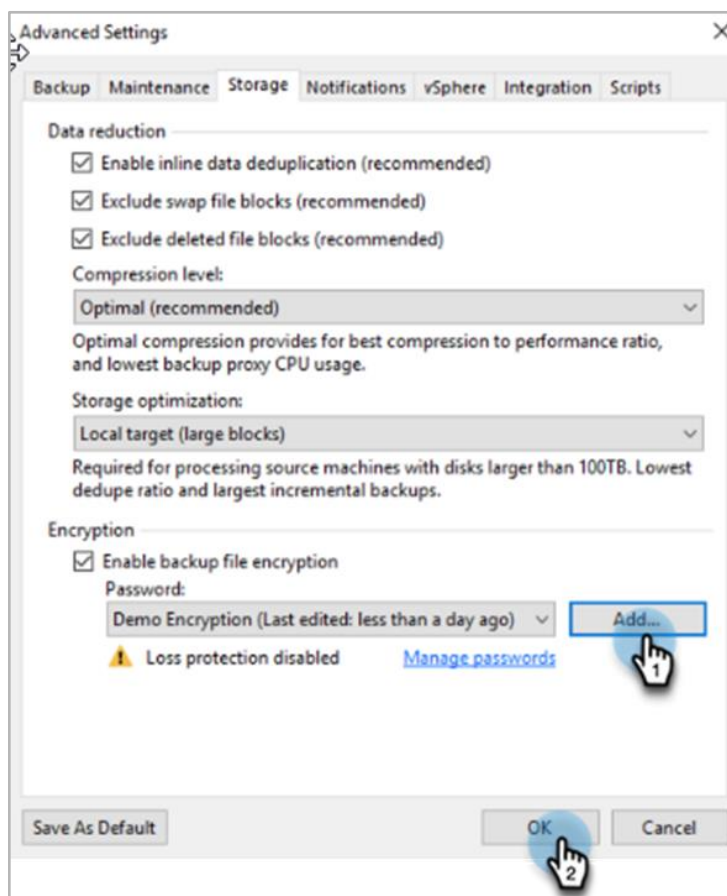 Advanced Settings
Backup Maintenance Storage Notifications vSphere Integration Scripts
Data reduction
Enable inline data deduplication (recommended)
Exclude swap file blocks (recommended)
Exclude deleted file blocks (recommended)
Compression level:
Optimal (recommended)
Optimal compression provides for best compression to performance ratio,
and lowest backup proxy CPU usage.
Storage optimization:
Local target (large blocks)
Required for processing source machines with disks larger than 100TB. Lowest
dedupe ratio and largest incremental backups.
Encryption
Enable backup file encryption
Password:
Demo Encryption (Last edited: less than a day ago) Add...
Loss protection disabled Manage passwords
1
Save As Default OK Cancel
2